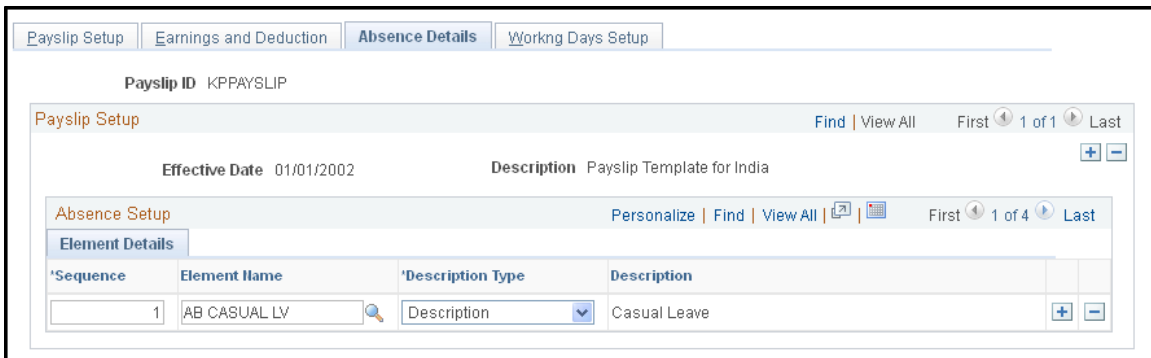 Payslip Setup Earnings and Deduction Absence Details Workng Days Setup
Payslip ID KPPAYSLIP
Payslip Setup Find | View All First 1 of 1 Last
Effective Date 01/01/2002 Description Payslip Template for India
Absence Setup Personalize | Find | View All | | First 1 of 4 Last
Element Details
*Sequence Element Name *Description Type Description
1 AB CASUAL LV Description Casual Leave